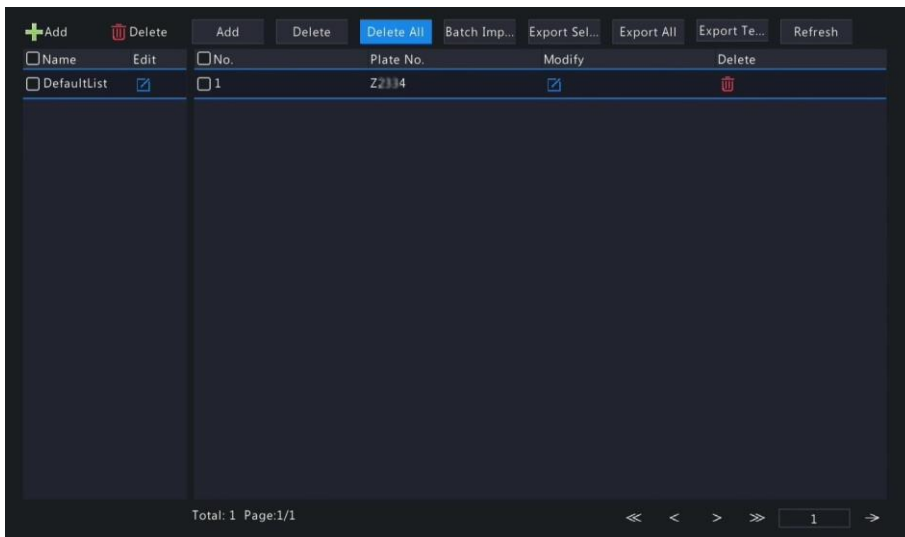 Add Delete Add Delete Delete All Batch Imp... Export Sel... Export All Export Te... Refresh
Name Edit No. Plate No. Modify Delete
DefaultList 1
Total: 1 Page:1/1 1